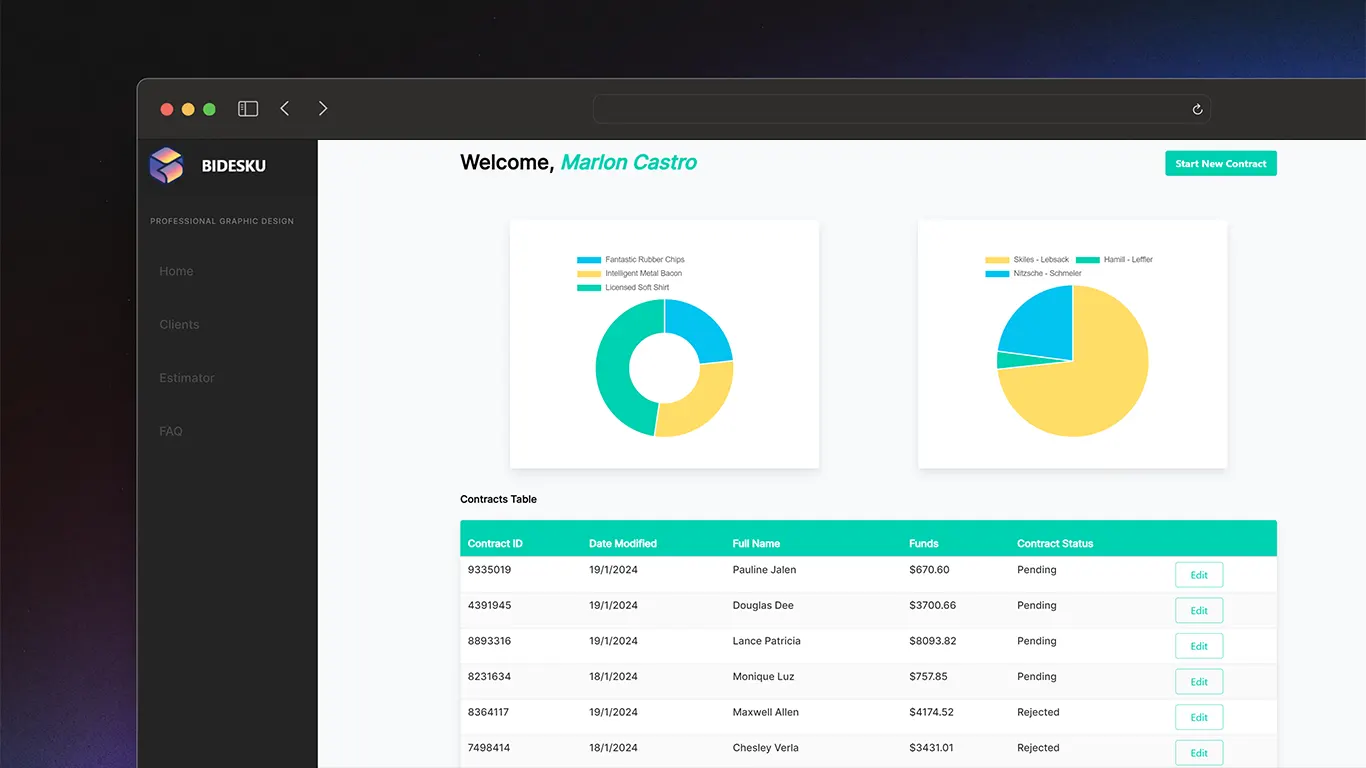 BIDESKU
PROFESSIONAL GRAPHIC DESIGN
Home
Clients
Estimator
FAQ
Welcome, Marlon Castro
Start New Contract
Fantastic Rubber Chips
Intelligent Metal Bacon
Licensed Soft Shirt
Skiles - Lebsack Hamill - Leffler
Nitzsche - Schmeler
Contracts Table
Contract ID Date Modified Full Name Funds Contract Status
9335019 19/1/2024 Pauline Jalen $670.60 Pending Edit
4391945 19/1/2024 Douglas Dee $3700.66 Pending Edit
8893316 19/1/2024 Lance Patricia $8093.82 Pending Edit
8231634 18/1/2024 Monique Luz $757.85 Pending Edit
8364117 19/1/2024 Maxwell Allen $4174.52 Rejected Edit
7498414 18/1/2024 Chesley Verla $3431.01 Rejected Edit